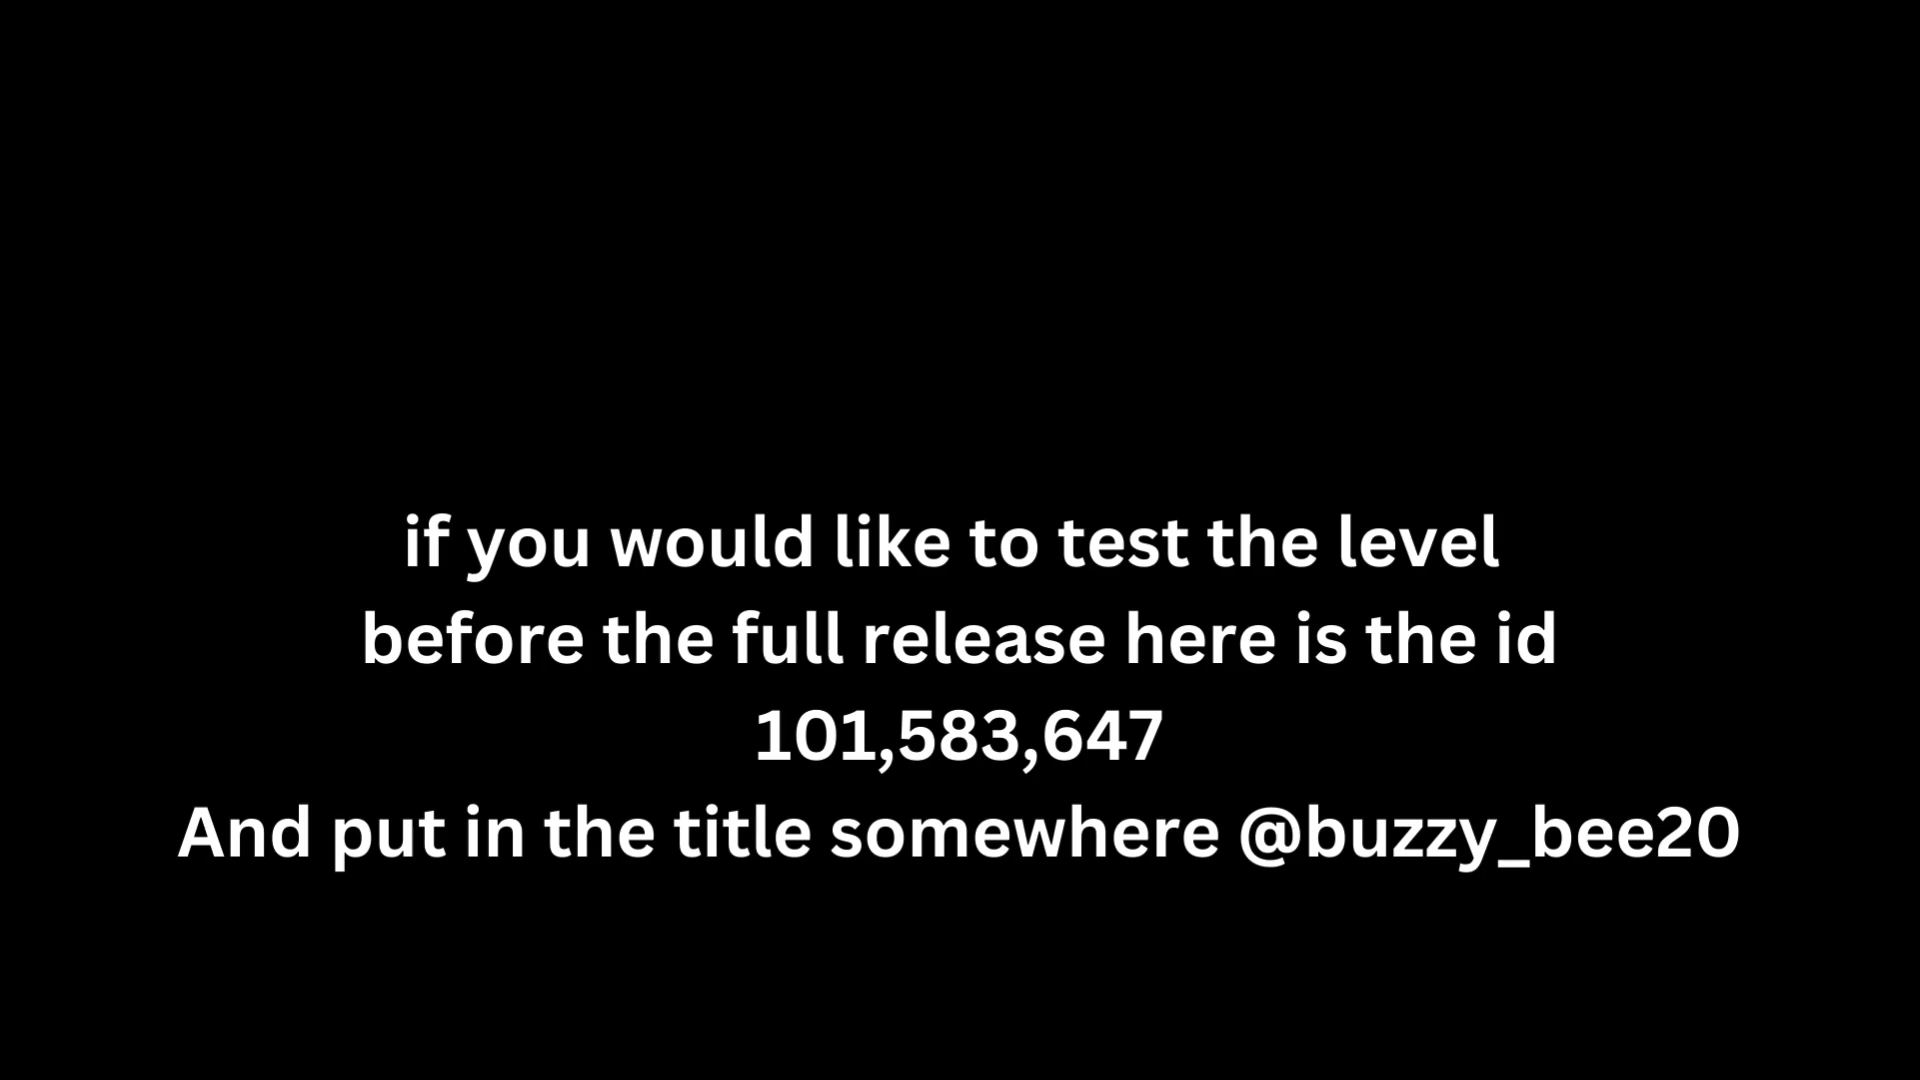 if you would like to test the level
before the full release here is the id
101,583,647
And put in the title somewhere @buzzy_bee20